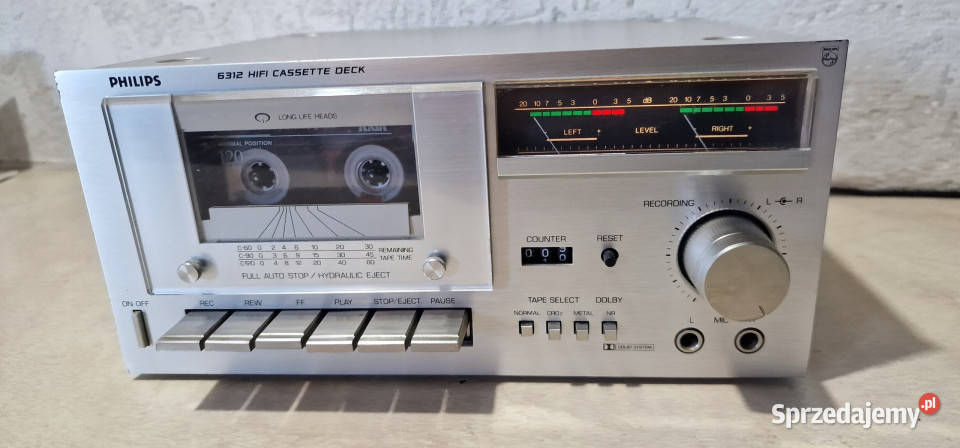 PHILIPS
6312 HIFI CASSETTE DECK
LONG LIFE HEADS
NORMAL POSITION
120
C-60 0 2 4 6 10 20 30
C-90 0 3 6 9 15 30 45
C-120 0 4 8 12 20 40 60
REMAINING
TAPE TIME
FULL AUTO STOP / HYDRAULIC EJECT
ON OFF
REC REW FF PLAY STOP/EJECT PAUSE
20 10 7 5 3 0 3 5 dB 20 10 7 5 3 0 3 5
LEFT + LEVEL RIGHT +
RECORDING
L R
COUNTER RESET
TAPE SELECT DOLBY
NORMAL CRO2 METAL NR
DOLBY SYSTEM
L MIC
Sprzedajemy.pl